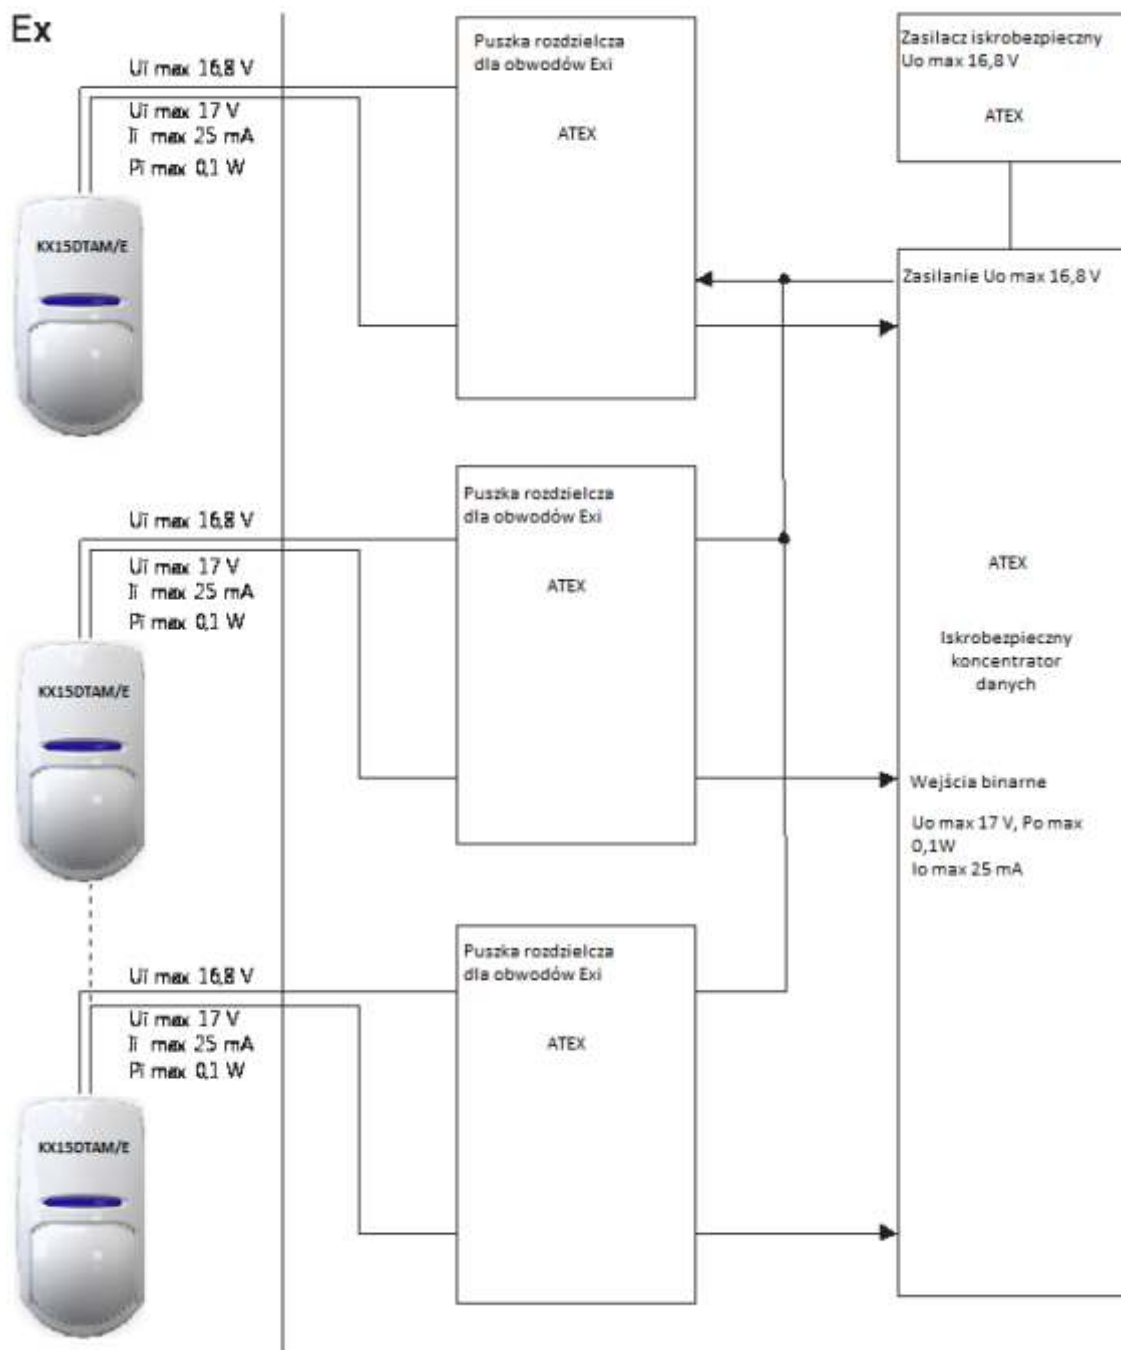 Ex
Ui max 16,8 V
Ui max 17 V
Ii max 25 mA
Pi max 0,1 W
KX15DTAM/E
Puszka rozdzielcza
dla obwodów Exi
ATEX
Zasilacz iskrobezpieczny
Uo max 16,8 V
ATEX
Zasilanie Uo max 16,8 V
Ui max 16,8 V
Ui max 17 V
Ii max 25 mA
Pi max 0,1 W
KX15DTAM/E
Puszka rozdzielcza
dla obwodów Exi
ATEX
ATEX
Iskrobezpieczny
koncentrator
danych
Wejścia binarne
Uo max 17 V, Po max
0,1W
Io max 25 mA
Ui max 16,8 V
Ui max 17 V
Ii max 25 mA
Pi max 0,1 W
KX15DTAM/E
Puszka rozdzielcza
dla obwodów Exi
ATEX